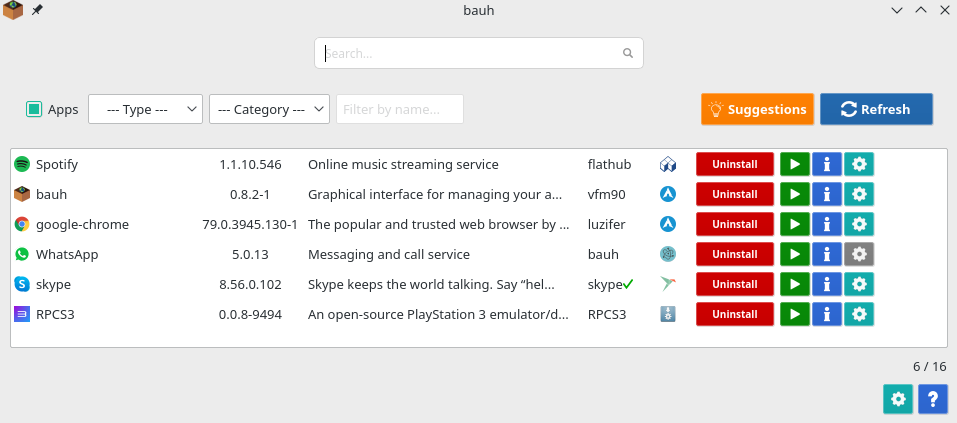 bauh
Search...
Apps --- Type --- --- Category --- Filter by name... Suggestions Refresh
Spotify 1.1.10.546 Online music streaming service flathub Uninstall
bauh 0.8.2-1 Graphical interface for managing your a... vfm90 Uninstall
google-chrome 79.0.3945.130-1 The popular and trusted web browser by ... luzifer Uninstall
WhatsApp 5.0.13 Messaging and call service bauh Uninstall
skype 8.56.0.102 Skype keeps the world talking. Say “hel... skype✓ Uninstall
RPCS3 0.0.8-9494 An open-source PlayStation 3 emulator/d... RPCS3 Uninstall
6 / 16
?